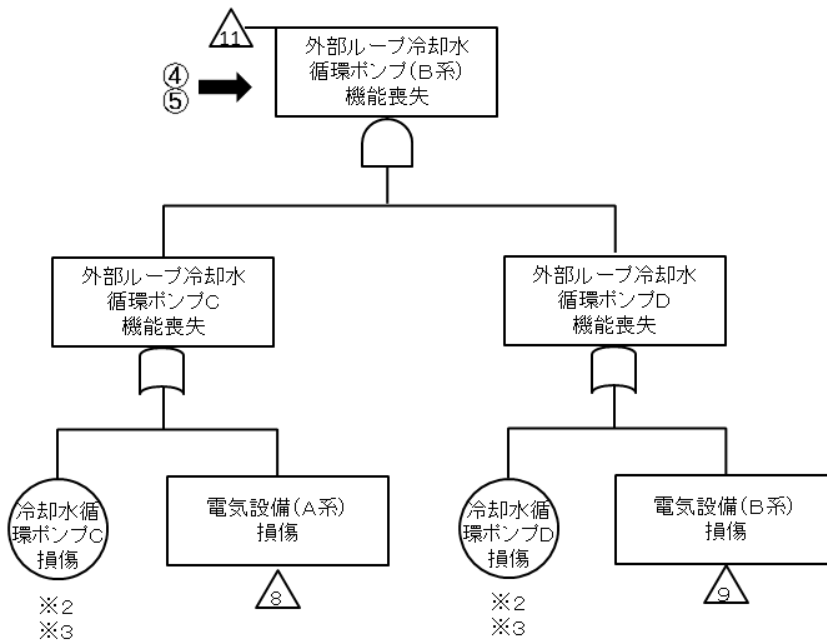 11
外部ループ冷却水
循環ポンプ(B系)
機能喪失
④
⑤
外部ループ冷却水
循環ポンプC
機能喪失
外部ループ冷却水
循環ポンプD
機能喪失
冷却水循
環ポンプC
損傷
電気設備(A系)
損傷
冷却水循
環ポンプD
損傷
電気設備(B系)
損傷
8
9
※2
※3
※2
※3